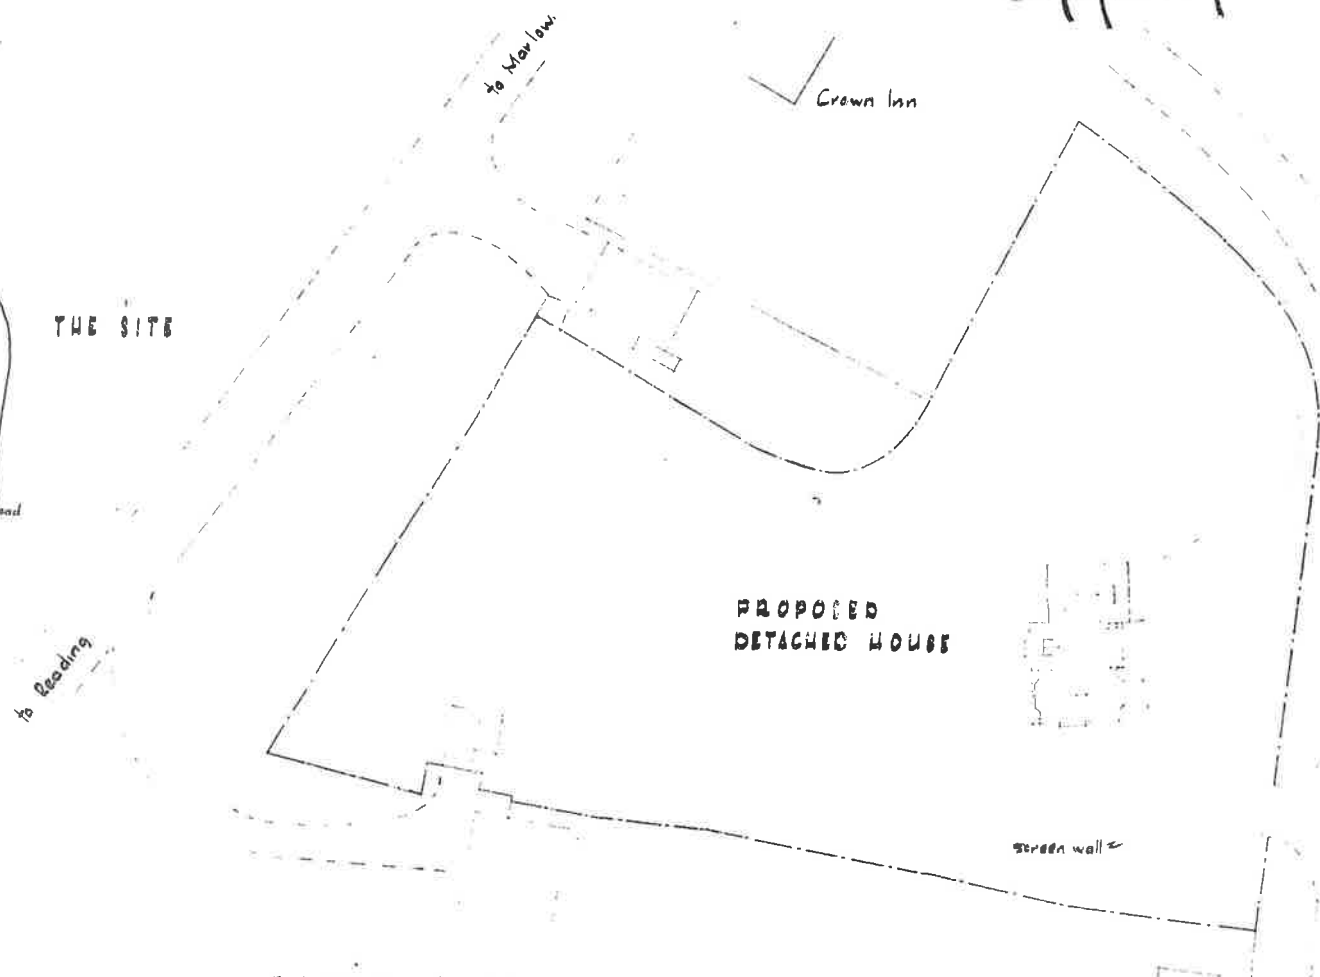 to Marlow.
Crown Inn
THE SITE
to Reading
PROPOSED
DETACHED HOUSE
screen wall